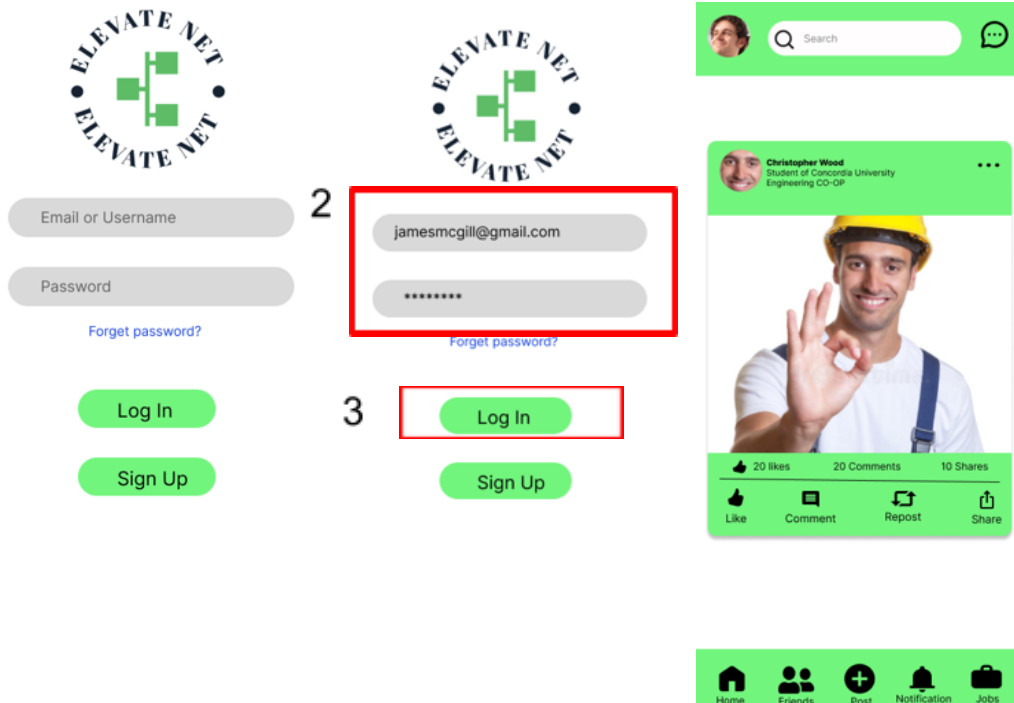 ELEVATE NET
ELEVATE NET
Email or Username
Password
Forget password?
Log In
Sign Up
ELEVATE NET
ELEVATE NET
2
jamesmcgill@gmail.com
********
Forget password?
3
Log In
Sign Up
Search
Christopher Wood
Student of Concordia University
Engineering CO-OP
20 likes 20 Comments 10 Shares
Like Comment Repost Share
Home Friends Post Notification Jobs